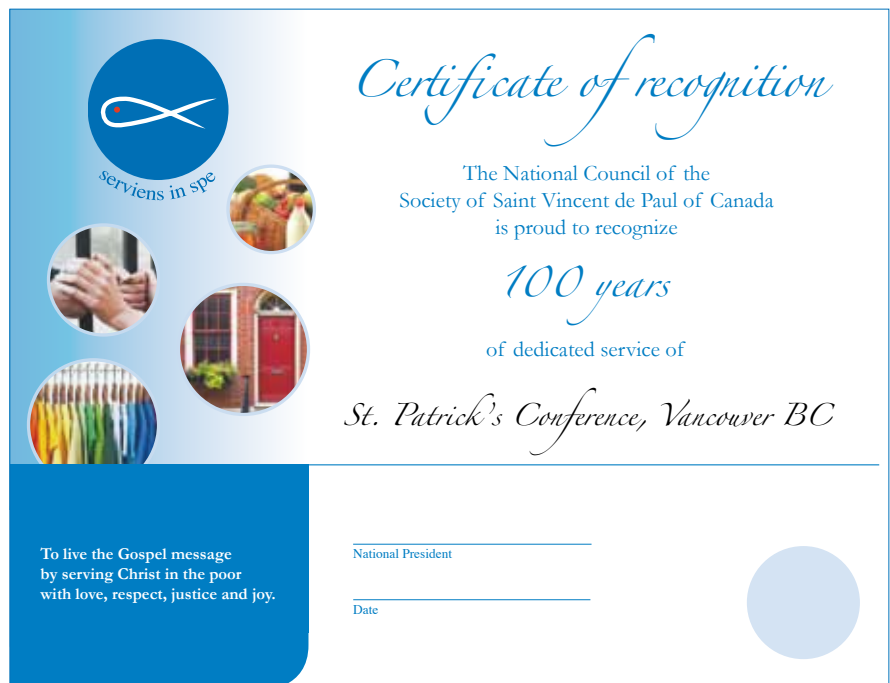 serviens in spe
Certificate of recognition
The National Council of the
Society of Saint Vincent de Paul of Canada
is proud to recognize
100 years
of dedicated service of
St. Patrick's Conference, Vancouver BC
To live the Gospel message
by serving Christ in the poor
with love, respect, justice and joy.
National President
Date